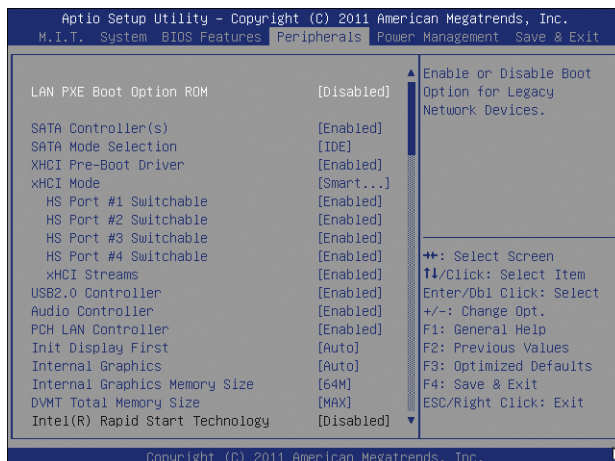 Aptio Setup Utility – Copyright (C) 2011 American Megatrends, Inc.
M.I.T. System BIOS Features Peripherals Power Management Save & Exit
LAN PXE Boot Option ROM [Disabled]
SATA Controller(s) [Enabled]
SATA Mode Selection [IDE]
XHCI Pre-Boot Driver [Enabled]
xHCI Mode [Smart...]
HS Port #1 Switchable [Enabled]
HS Port #2 Switchable [Enabled]
HS Port #3 Switchable [Enabled]
HS Port #4 Switchable [Enabled]
xHCI Streams [Enabled]
USB2.0 Controller [Enabled]
Audio Controller [Enabled]
PCH LAN Controller [Enabled]
Init Display First [Auto]
Internal Graphics [Auto]
Internal Graphics Memory Size [64M]
DVMT Total Memory Size [MAX]
Intel(R) Rapid Start Technology [Disabled]
Enable or Disable Boot
Option for Legacy
Network Devices.
→←: Select Screen
↑↓/Click: Select Item
Enter/Dbl Click: Select
+/-: Change Opt.
F1: General Help
F2: Previous Values
F3: Optimized Defaults
F4: Save & Exit
ESC/Right Click: Exit
Copyright (C) 2011 American Megatrends, Inc.